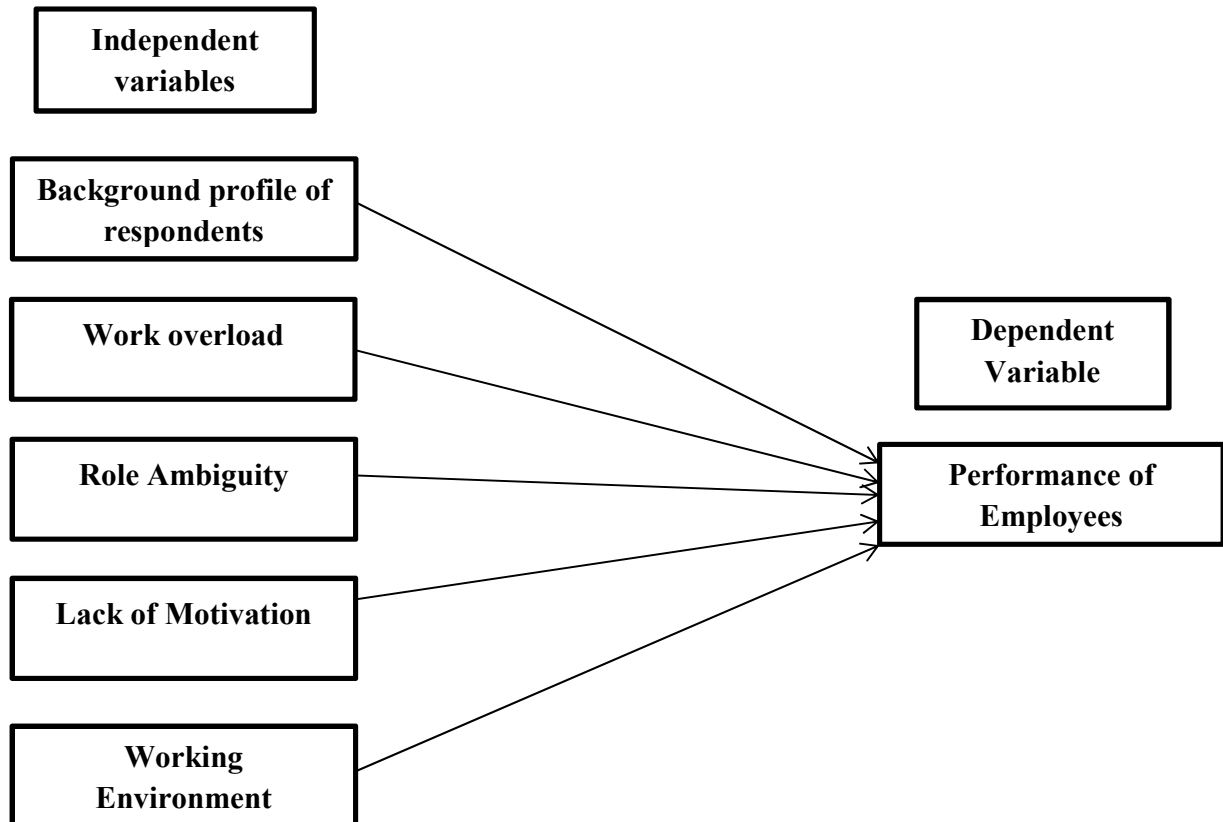 Independent
variables
Background profile of
respondents
Work overload
Role Ambiguity
Lack of Motivation
Working
Environment
Dependent
Variable
Performance of
Employees